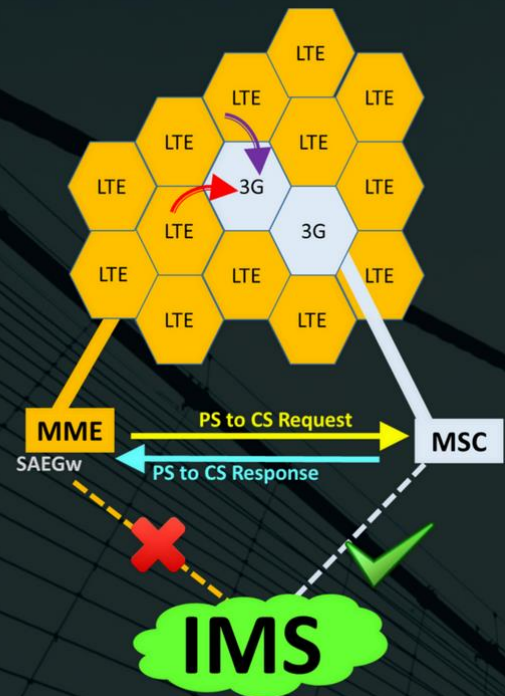 LTE
LTE
LTE
LTE
LTE
LTE
3G
LTE
LTE
3G
LTE
LTE
LTE
LTE
LTE
MME
SAEGw
PS to CS Request
PS to CS Response
MSC
IMS